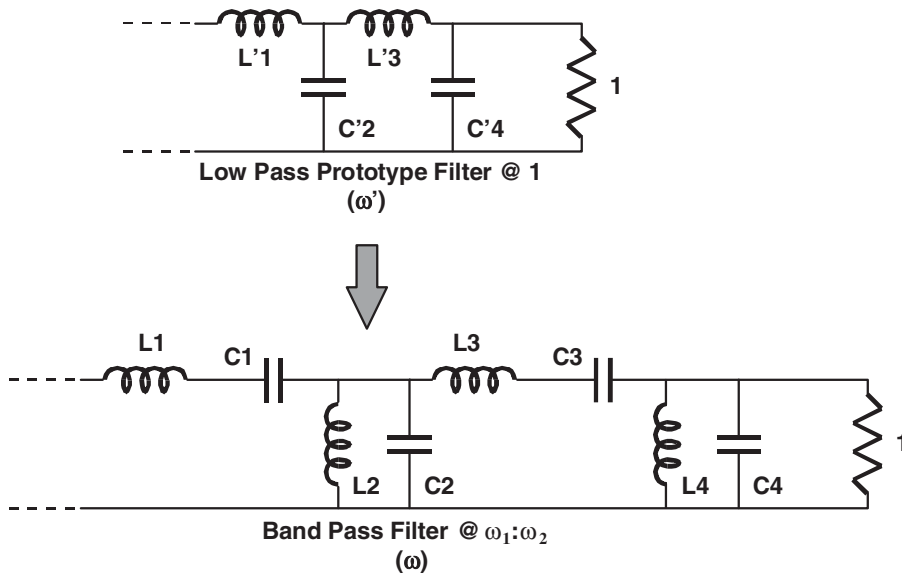 L'1 L'3
1
C'2 C'4
Low Pass Prototype Filter @ 1
(ω')
L1 C1 L3 C3
L2 C2 L4 C4 1
Band Pass Filter @ ω₁:ω₂
(ω)